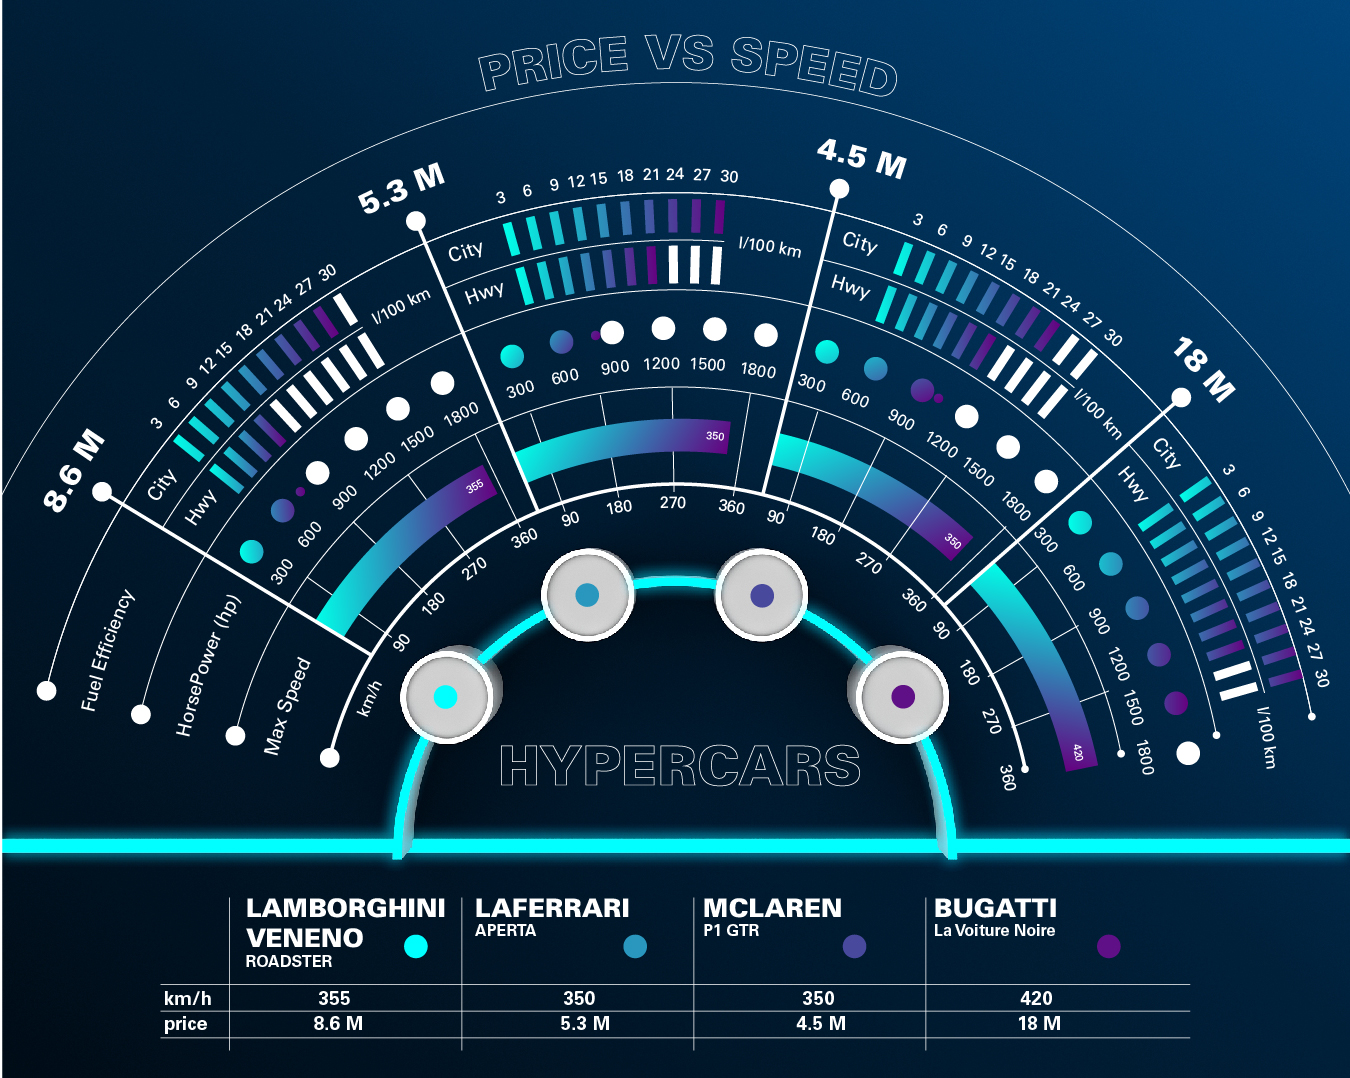 PRICE VS SPEED
8.6 M
City
3 6 9 12 15 18 21 24 27 30
Hwy
l/100 km
300 600 900 1200 1500 1800
355
90 180 270 360
5.3 M
City
3 6 9 12 15 18 21 24 27 30
Hwy
l/100 km
300 600 900 1200 1500 1800
350
90 180 270 360
4.5 M
City
3 6 9 12 15 18 21 24 27 30
Hwy
l/100 km
300 600 900 1200 1500 1800
350
90 180 270 360
18 M
City
3 6 9 12 15 18 21 24 27 30
Hwy
l/100 km
300 600 900 1200 1500 1800
420
90 180 270 360
Fuel Efficiency
HorsePower (hp)
Max Speed
km/h
HYPERCARS
LAMBORGHINI
VENENO
ROADSTER
LAFERRARI
APERTA
MCLAREN
P1 GTR
BUGATTI
La Voiture Noire
km/h 355 350 350 420
price 8.6 M 5.3 M 4.5 M 18 M